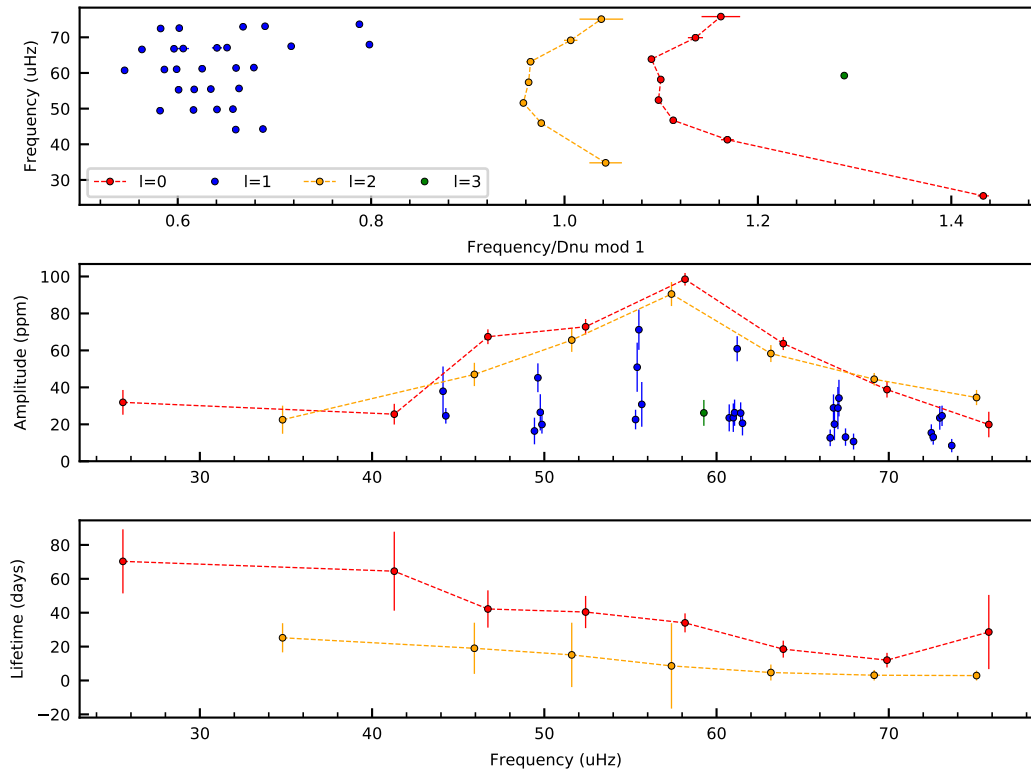 Frequency (uHz)
70
60
50
40
30
l=0 l=1 l=2 l=3
0.6 0.8 1.0 1.2 1.4
Frequency/Dnu mod 1
Amplitude (ppm)
100
80
60
40
20
0
30 40 50 60 70
Lifetime (days)
80
60
40
20
0
−20
30 40 50 60 70
Frequency (uHz)